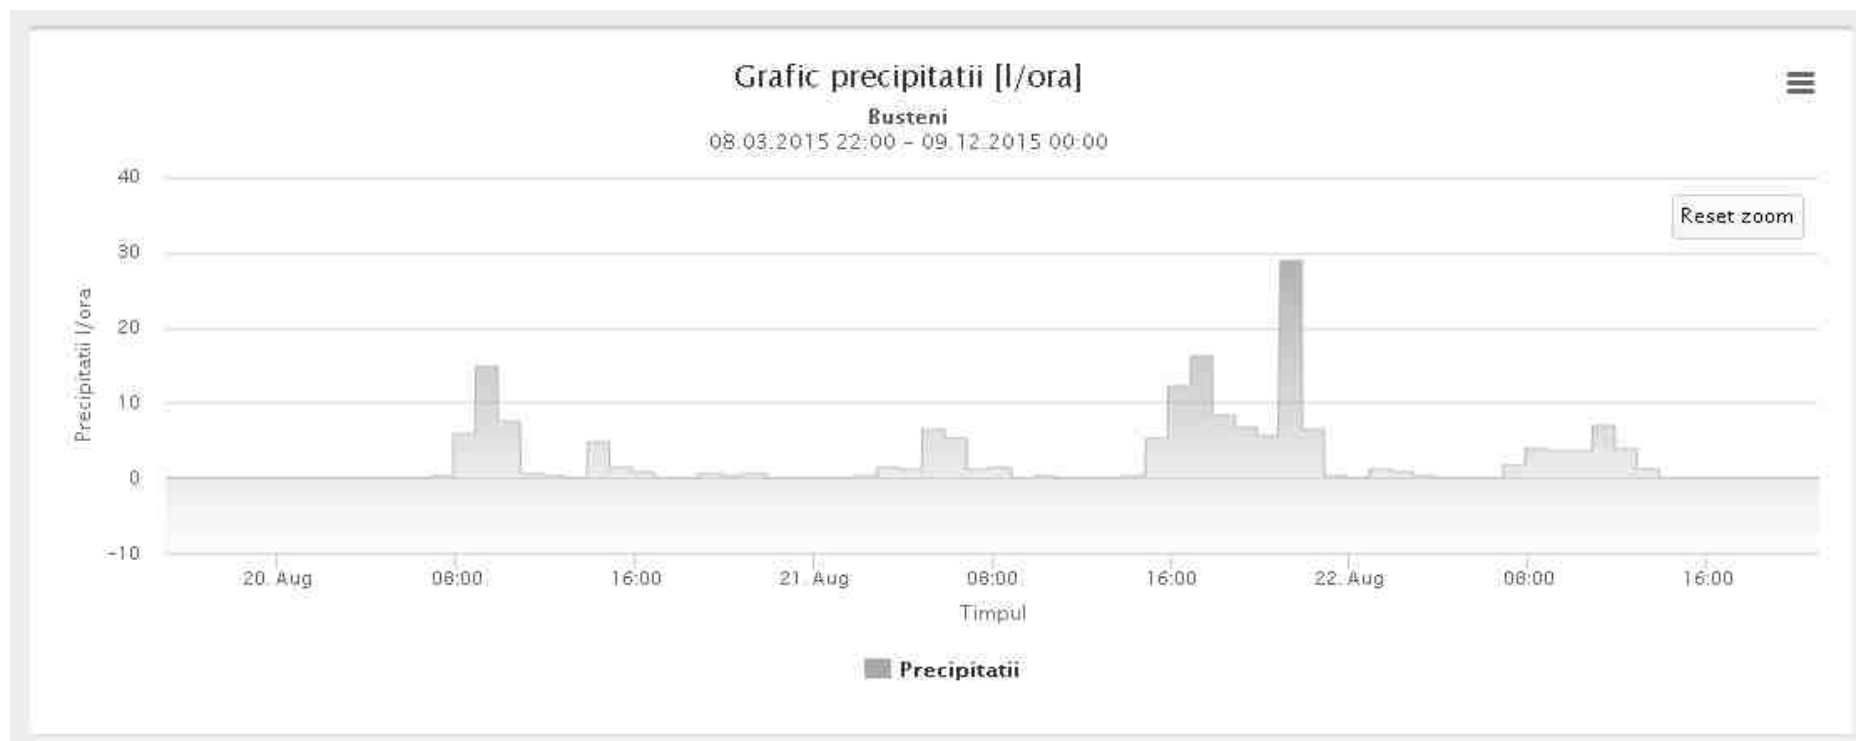 Grafic precipitatii [l/ora]
Busteni
08.03.2015 22:00 - 09.12.2015 00:00
40
30
20
10
0
-10
Reset zoom
Precipitatii l/ora
20. Aug
08:00
16:00
21. Aug
08:00
16:00
22. Aug
08:00
16:00
Timpul
Precipitatii